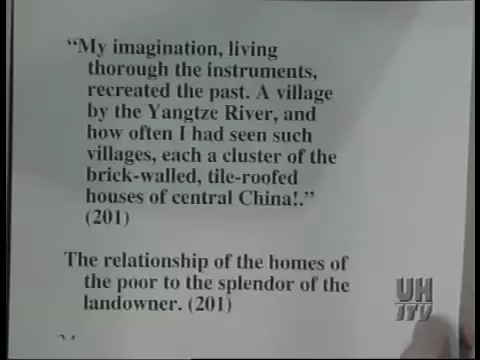 “My imagination, living
thorough the instruments,
recreated the past. A village
by the Yangtze River, and
how often I had seen such
villages, each a cluster of the
brick-walled, tile-roofed
houses of central China!.”
(201)
The relationship of the homes of
the poor to the splendor of the
landowner. (201)
UH
ITV